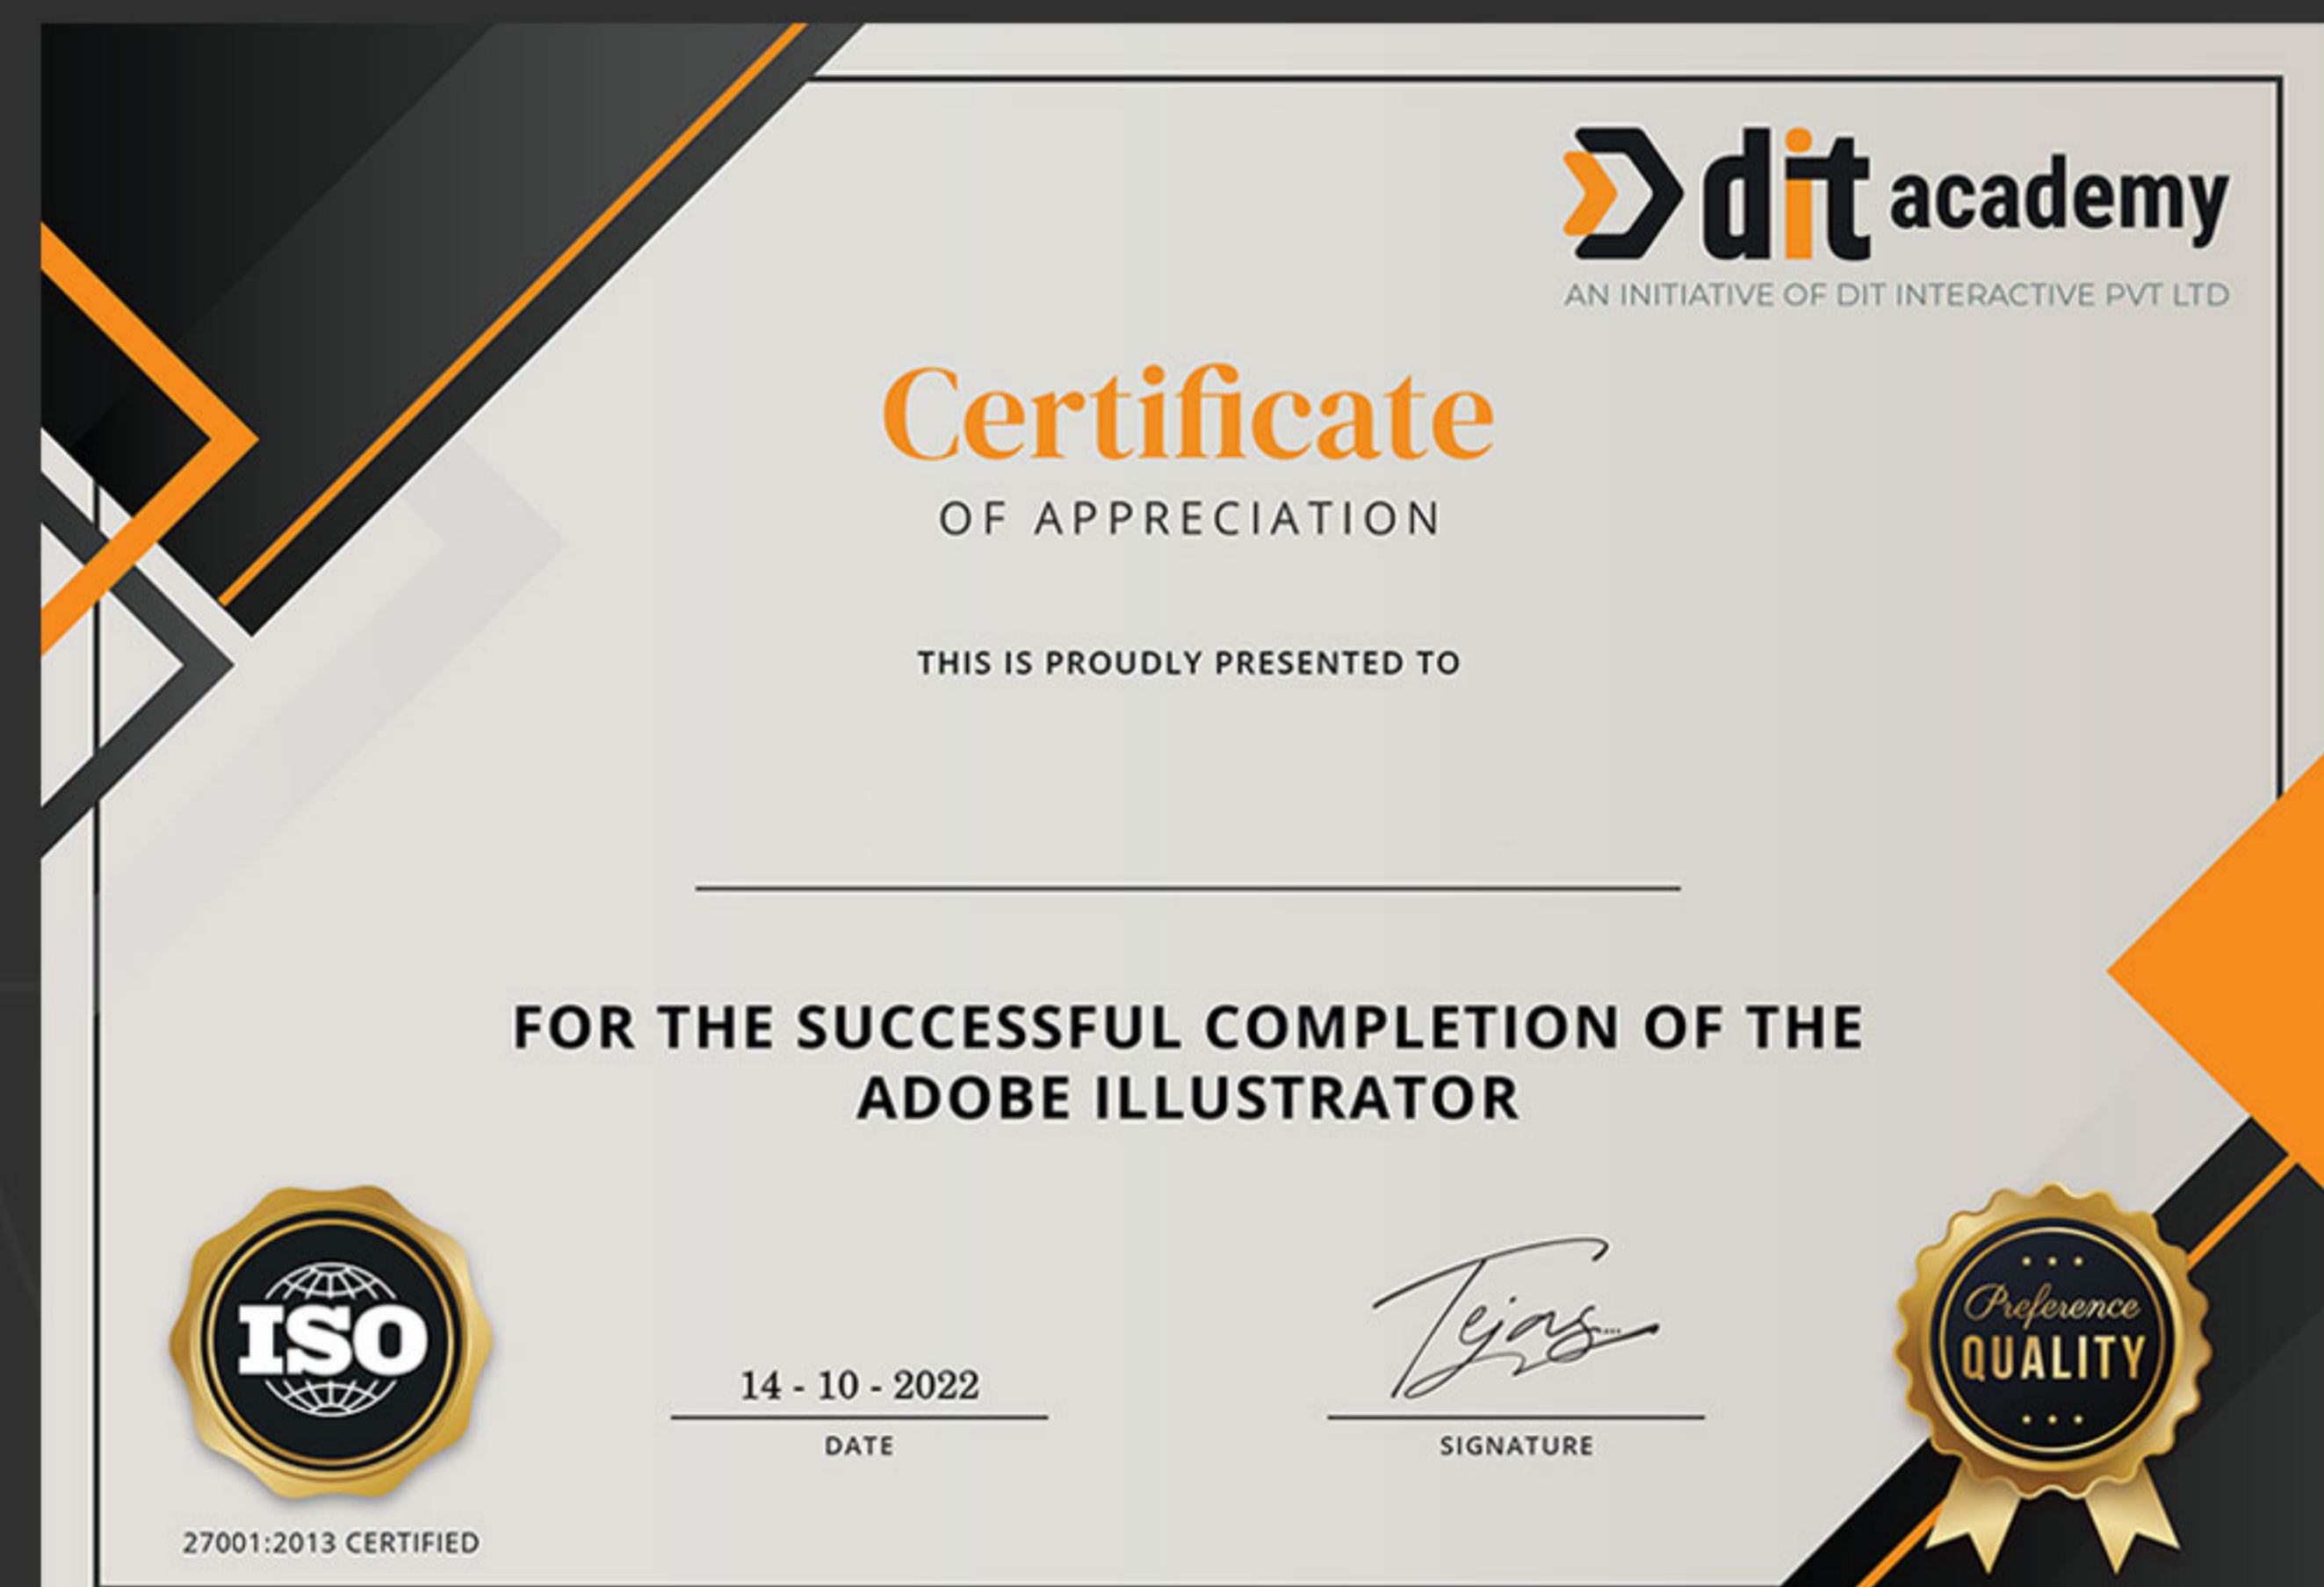 dit academy
AN INITIATIVE OF DIT INTERACTIVE PVT LTD
Certificate
OF APPRECIATION
THIS IS PROUDLY PRESENTED TO
FOR THE SUCCESSFUL COMPLETION OF THE
ADOBE ILLUSTRATOR
ISO
27001:2013 CERTIFIED
14 - 10 - 2022
DATE
Tejas...
SIGNATURE
Preference
QUALITY